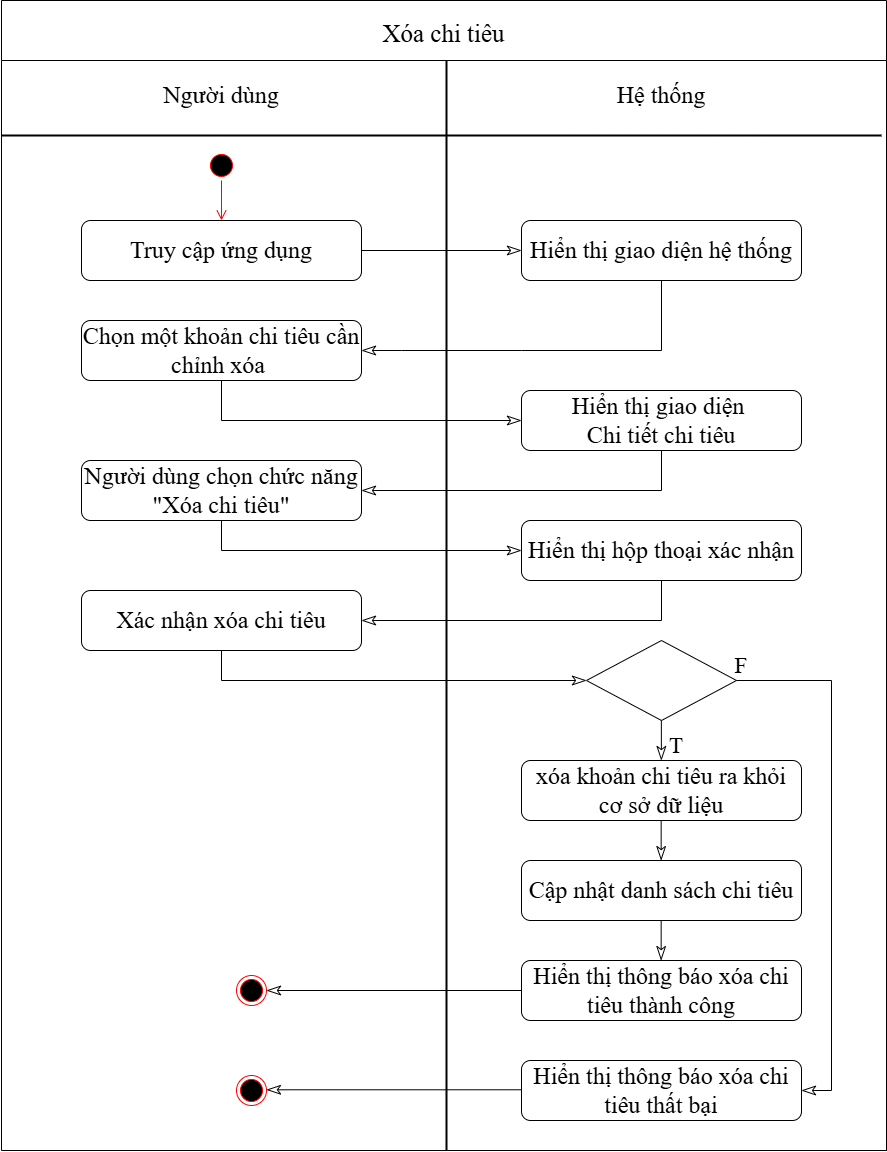 Xóa chi tiêu
Người dùng
Hệ thống
Truy cập ứng dụng
Hiển thị giao diện hệ thống
Chọn một khoản chi tiêu cần
chỉnh xóa
Hiển thị giao diện
Chi tiết chi tiêu
Người dùng chọn chức năng
"Xóa chi tiêu"
Hiển thị hộp thoại xác nhận
Xác nhận xóa chi tiêu
F
T
xóa khoản chi tiêu ra khỏi
cơ sở dữ liệu
Cập nhật danh sách chi tiêu
Hiển thị thông báo xóa chi
tiêu thành công
Hiển thị thông báo xóa chi
tiêu thất bại